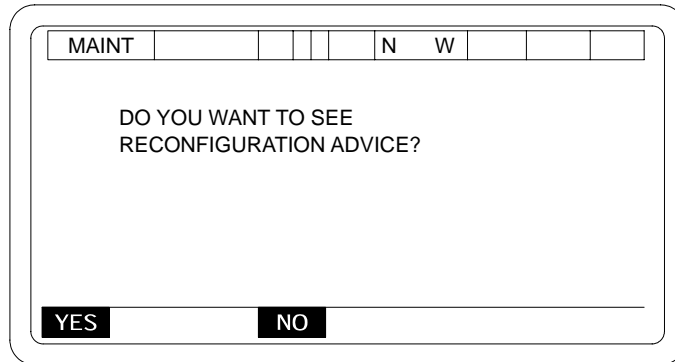 MAINT N W
DO YOU WANT TO SEE
RECONFIGURATION ADVICE?
YES NO